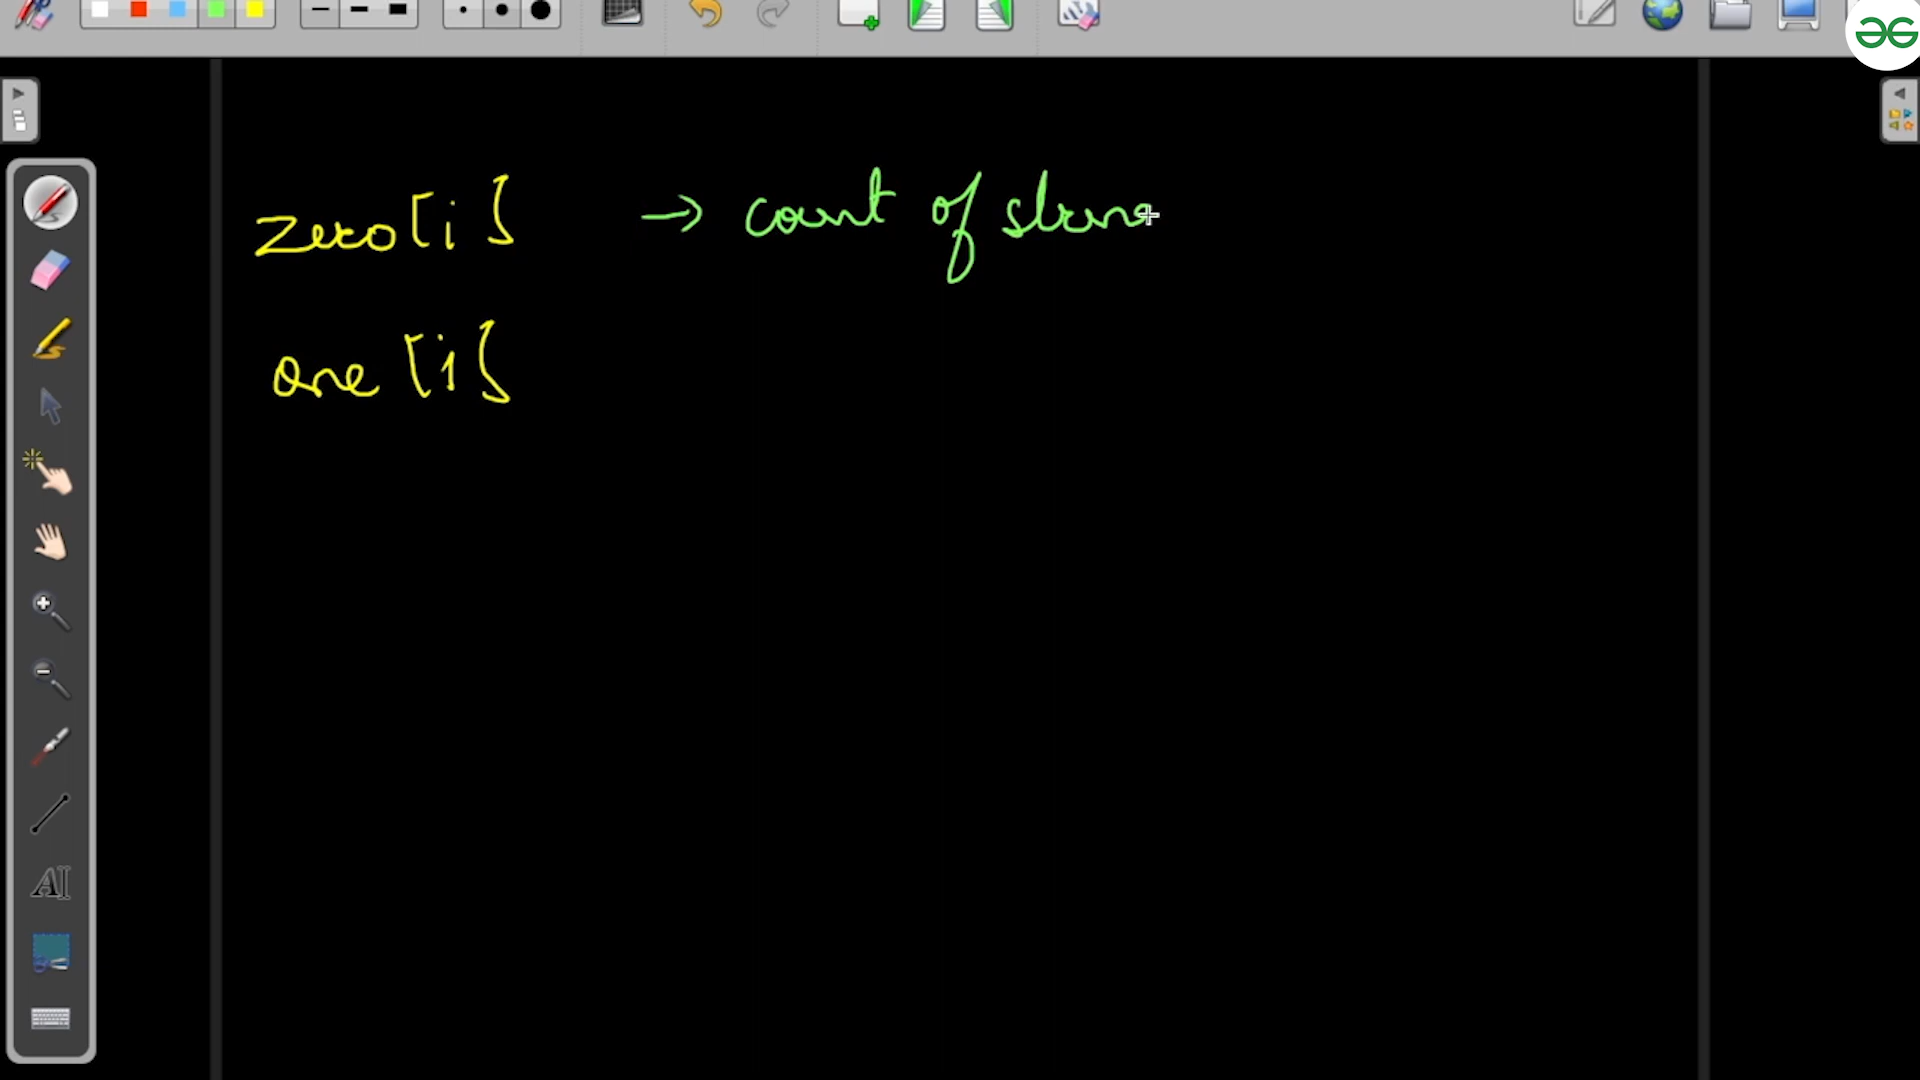 zero[i] → count of strin
one[i]